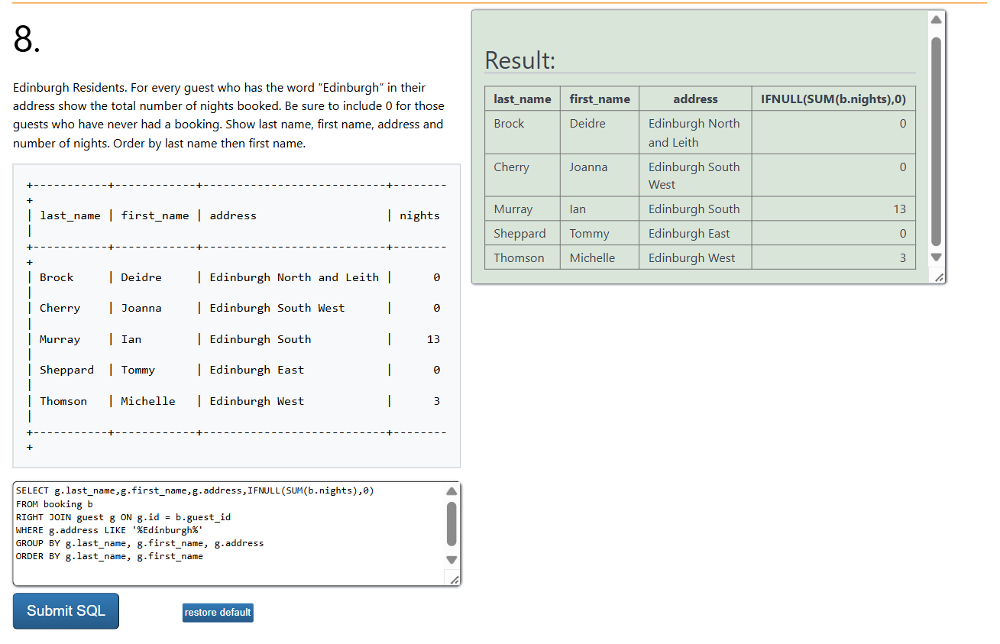 8.
Edinburgh Residents. For every guest who has the word “Edinburgh” in their
address show the total number of nights booked. Be sure to include 0 for those
guests who have never had a booking. Show last name, first name, address and
number of nights. Order by last name then first name.
+-----------+------------+---------------------------+--------
+
| last_name | first_name | address                   | nights
|
+-----------+------------+---------------------------+--------
+
| Brock     | Deidre     | Edinburgh North and Leith |      0
|
| Cherry    | Joanna     | Edinburgh South West      |      0
|
| Murray    | Ian        | Edinburgh South           |     13
|
| Sheppard  | Tommy      | Edinburgh East            |      0
|
| Thomson   | Michelle   | Edinburgh West            |      3
|
+-----------+------------+---------------------------+--------
+
SELECT g.last_name,g.first_name,g.address,IFNULL(SUM(b.nights),0)
FROM booking b
RIGHT JOIN guest g ON g.id = b.guest_id
WHERE g.address LIKE '%Edinburgh%'
GROUP BY g.last_name, g.first_name, g.address
ORDER BY g.last_name, g.first_name
Submit SQL
restore default
Result:
last_name first_name address IFNULL(SUM(b.nights),0)
Brock Deidre Edinburgh North 0
and Leith
Cherry Joanna Edinburgh South 0
West
Murray Ian Edinburgh South 13
Sheppard Tommy Edinburgh East 0
Thomson Michelle Edinburgh West 3